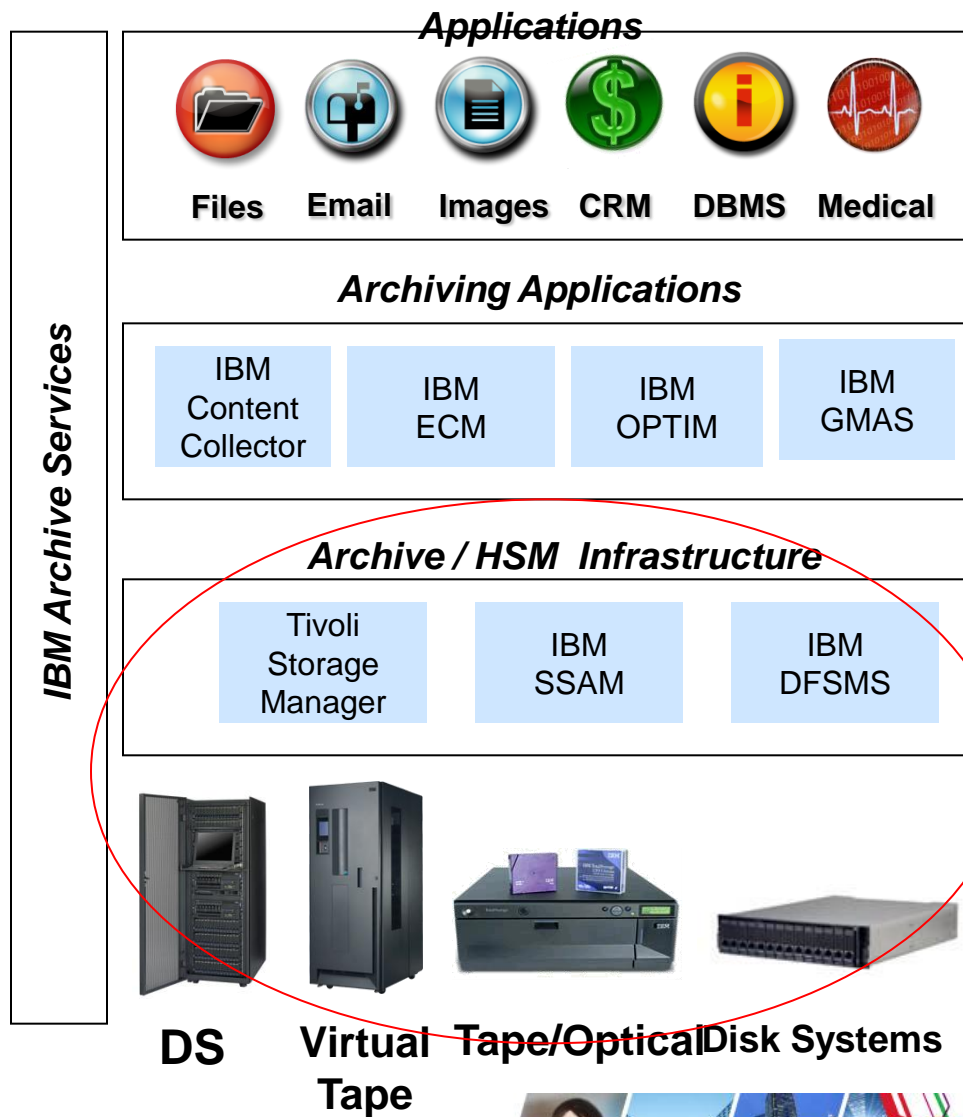 Applications
Files Email Images CRM DBMS Medical
Archiving Applications
IBM
Content
Collector
IBM
ECM
IBM
OPTIM
IBM
GMAS
Archive / HSM Infrastructure
Tivoli
Storage
Manager
IBM
SSAM
IBM
DFSMS
IBM Archive Services
DS
Virtual
Tape
Tape/Optical
Disk Systems